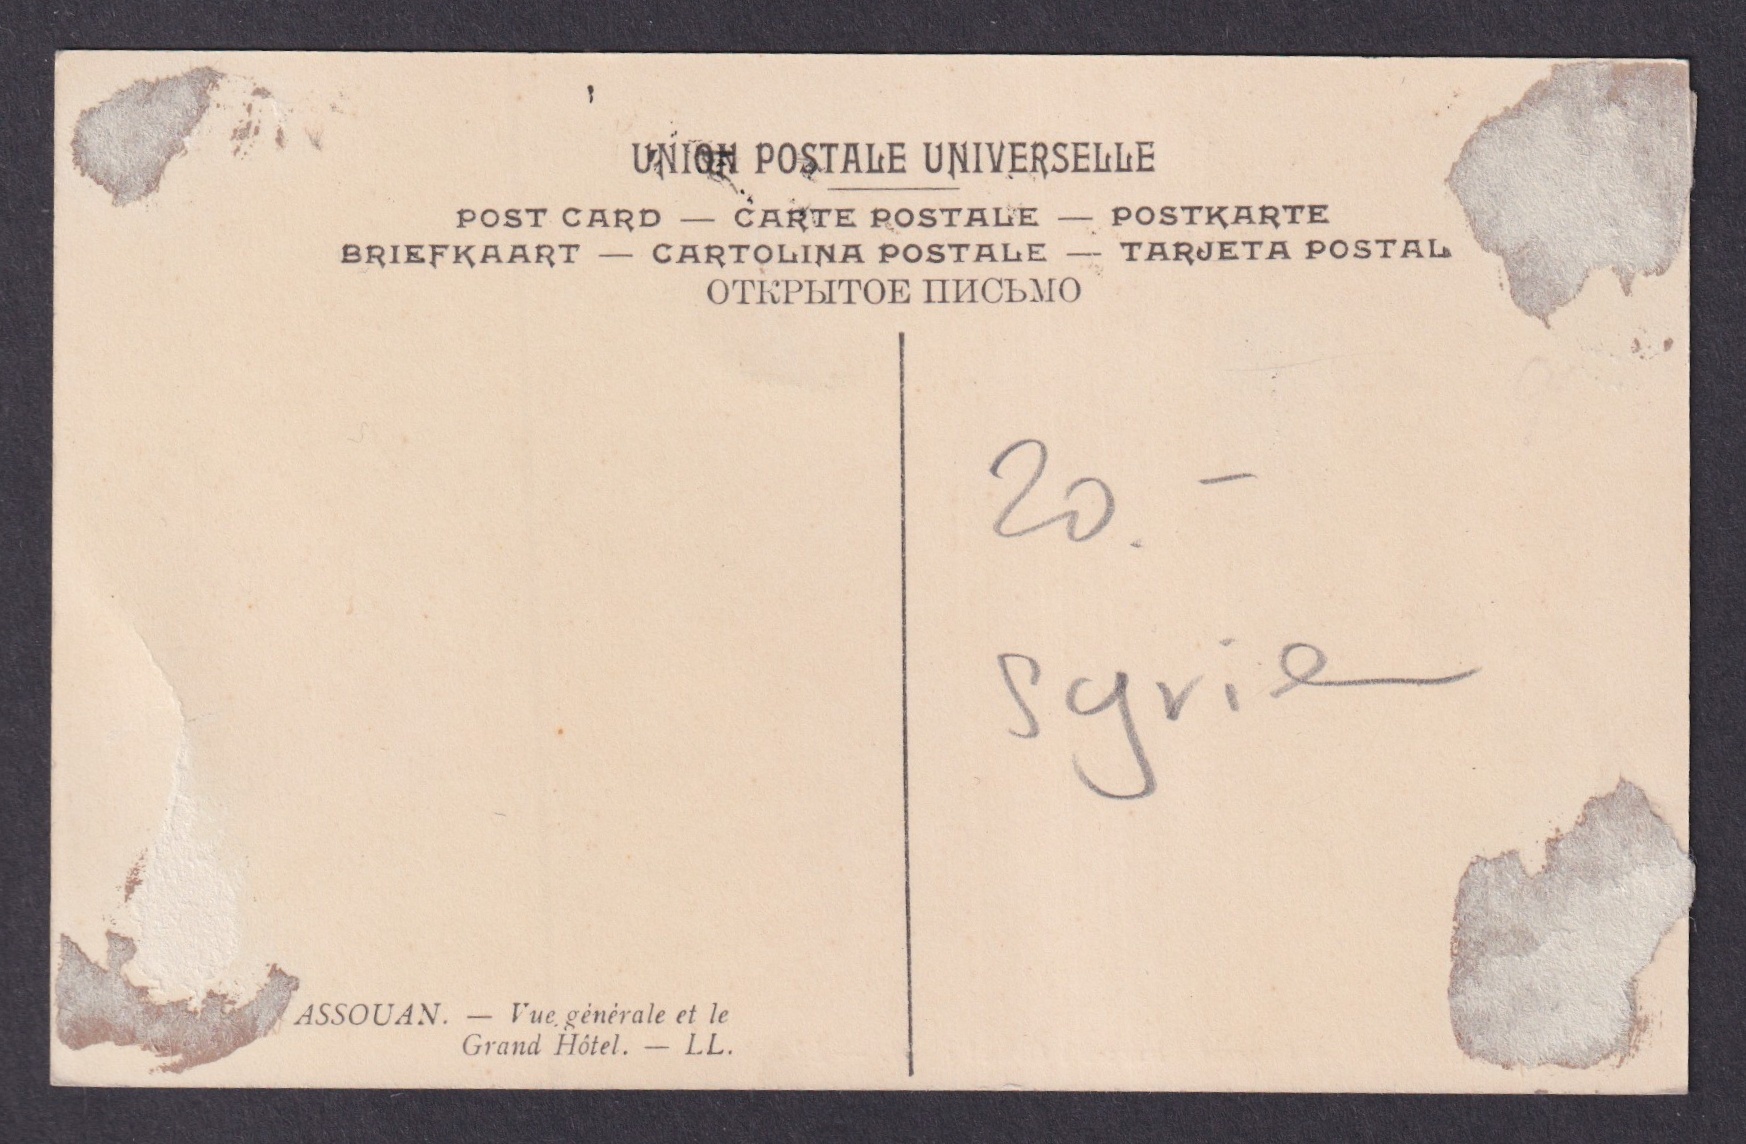 UNION POSTALE UNIVERSELLE
POST CARD — CARTE POSTALE — POSTKARTE
BRIEFKAART — CARTOLINA POSTALE — TARJETA POSTAL
ОТКРЫТОЕ ПИСЬМО
20. –
Syrie
ASSOUAN. — Vue générale et le
Grand Hôtel. — LL.